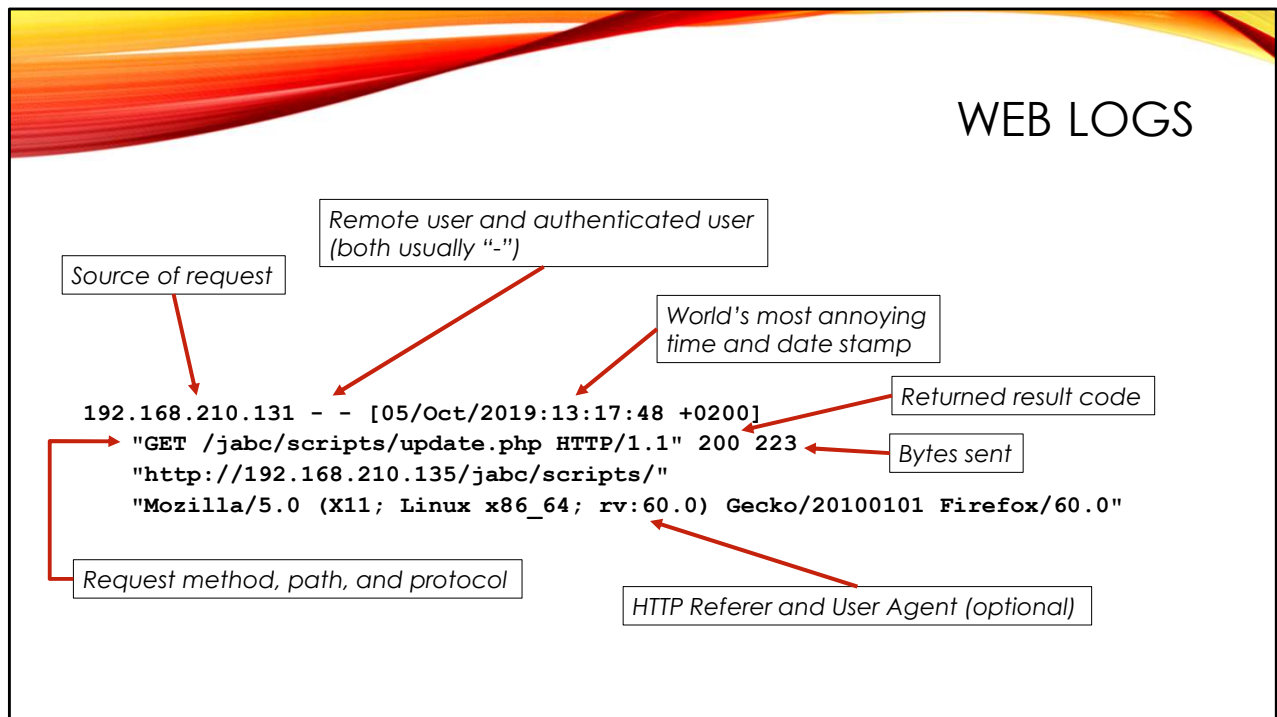 WEB LOGS
Remote user and authenticated user
(both usually “-”)
Source of request
World’s most annoying
time and date stamp
Returned result code
192.168.210.131 - - [05/Oct/2019:13:17:48 +0200]
"GET /jabc/scripts/update.php HTTP/1.1" 200 223
Bytes sent
"http://192.168.210.135/jabc/scripts/"
"Mozilla/5.0 (X11; Linux x86_64; rv:60.0) Gecko/20100101 Firefox/60.0"
Request method, path, and protocol
HTTP Referer and User Agent (optional)